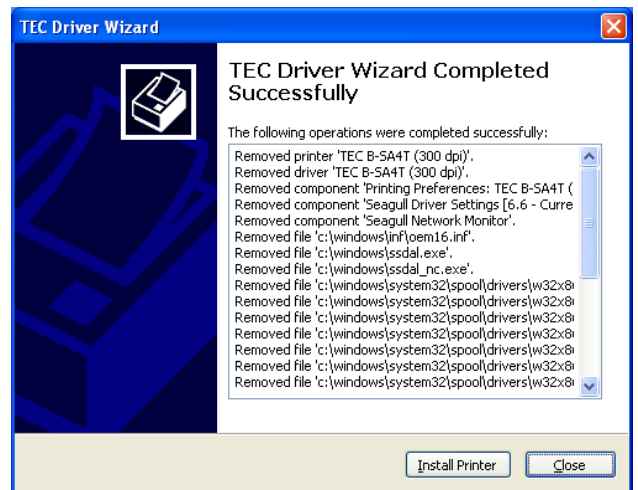 TEC Driver Wizard
TEC Driver Wizard Completed
Successfully
The following operations were completed successfully:
Removed printer 'TEC B-SA4T (300 dpi)'.
Removed driver 'TEC B-SA4T (300 dpi)'.
Removed component 'Printing Preferences: TEC B-SA4T (
Removed component 'Seagull Driver Settings [6.6 - Curre
Removed component 'Seagull Network Monitor'.
Removed file 'c:\windows\inf\oem16.inf'.
Removed file 'c:\windows\ssdal.exe'.
Removed file 'c:\windows\ssdal_nc.exe'.
Removed file 'c:\windows\system32\spool\drivers\w32x8
Removed file 'c:\windows\system32\spool\drivers\w32x8
Removed file 'c:\windows\system32\spool\drivers\w32x8
Removed file 'c:\windows\system32\spool\drivers\w32x8
Removed file 'c:\windows\system32\spool\drivers\w32x8
Removed file 'c:\windows\system32\spool\drivers\w32x8
Removed file 'c:\windows\system32\spool\drivers\w32x8
Install Printer
Close